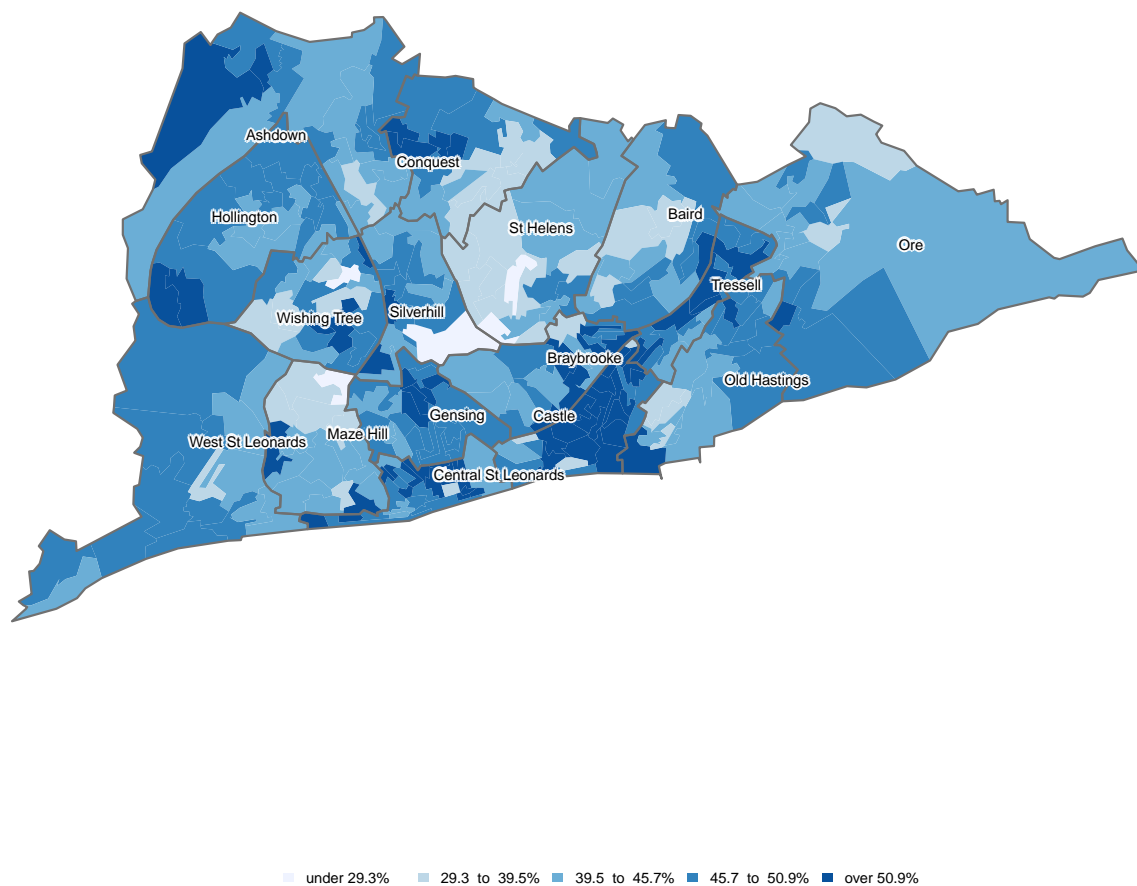 Ashdown
Conquest
Hollington
St Helens
Baird
Ore
Tressell
Wishing Tree
Silverhill
Braybrooke
Old Hastings
Gensing
Castle
Maze Hill
West St Leonards
Central St Leonards
under 29.3% 29.3 to 39.5% 39.5 to 45.7% 45.7 to 50.9% over 50.9%